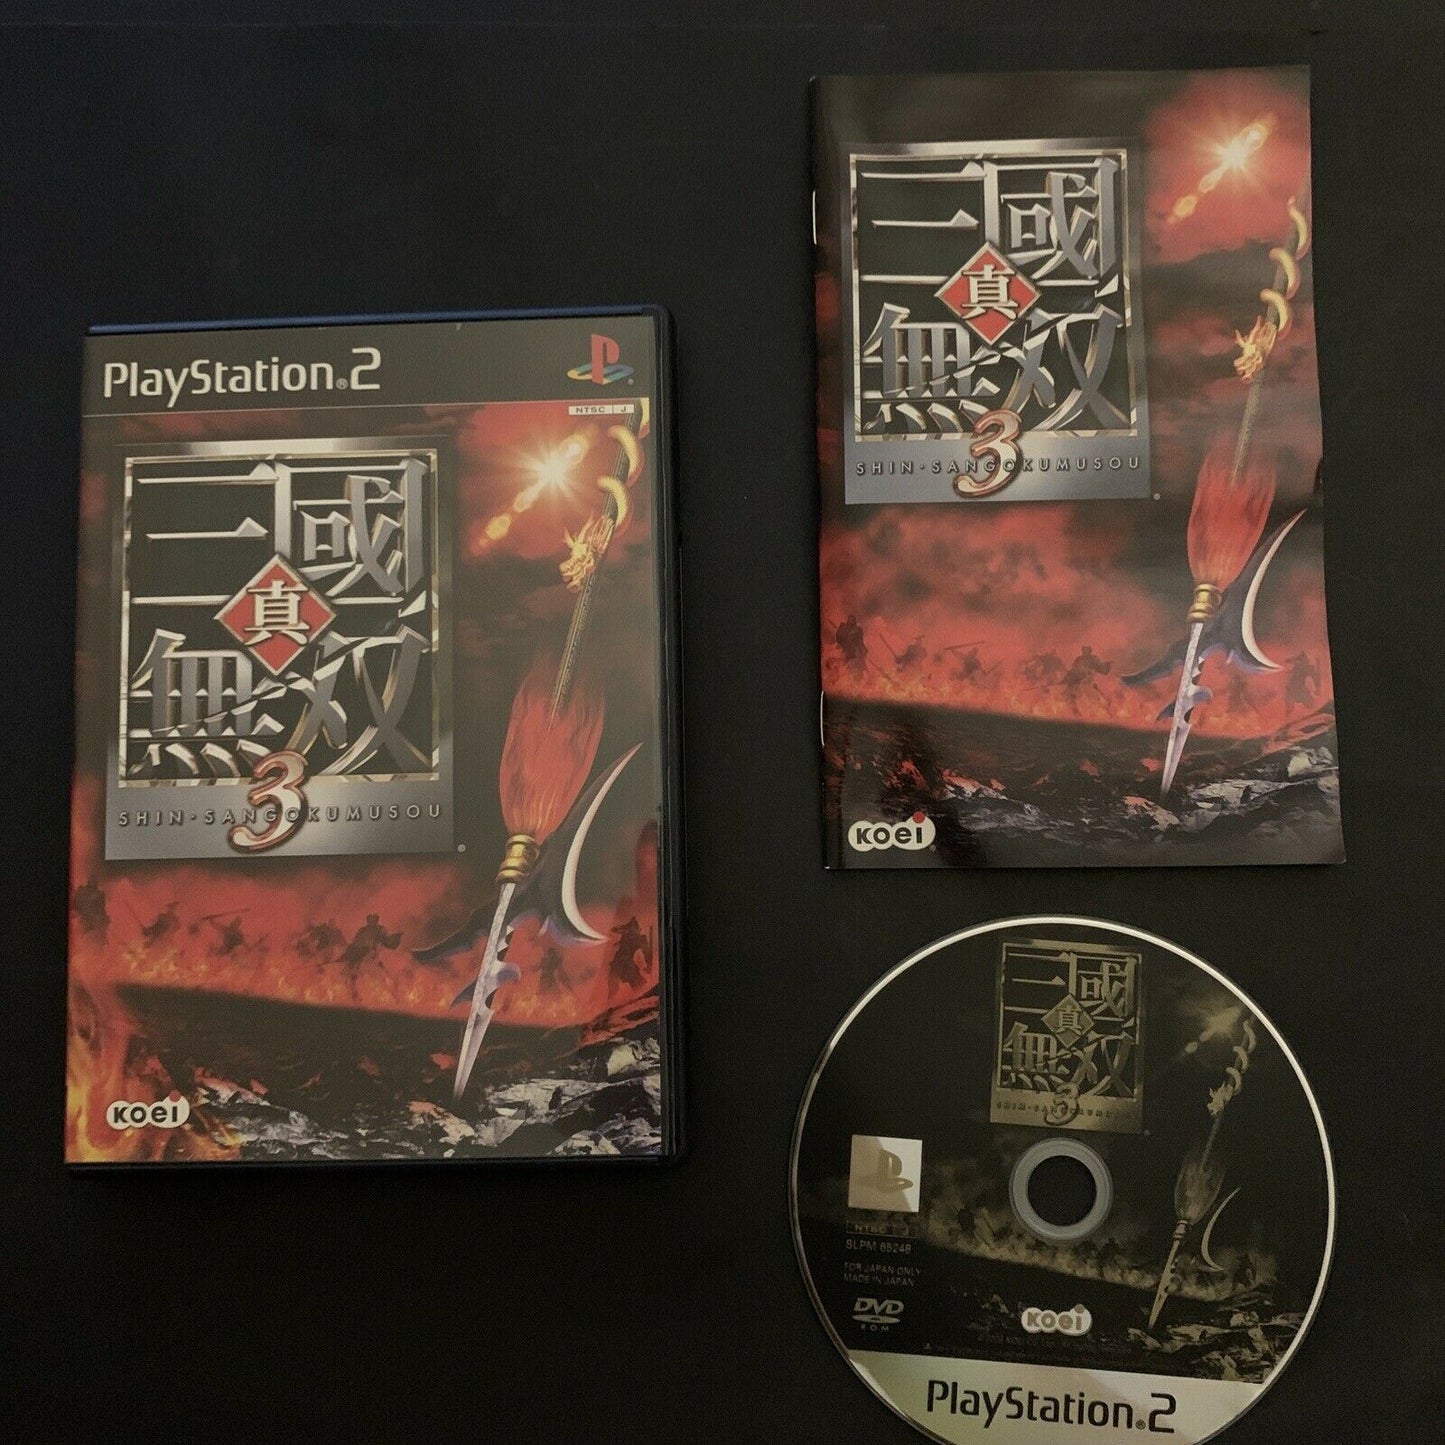 PlayStation®2
NTSC J
三國
真
無双
3
SHIN・SANGOKUMUSOU
KOEI
三國
真
無双
3
SHIN・SANGOKUMUSOU
KOEI
三國
真
無双
3
SHIN・SANGOKUMUSOU
NTSC
SLPM 65248
FOR JAPAN ONLY
MADE IN JAPAN
DVD
ROM
KOEI
PlayStation®2